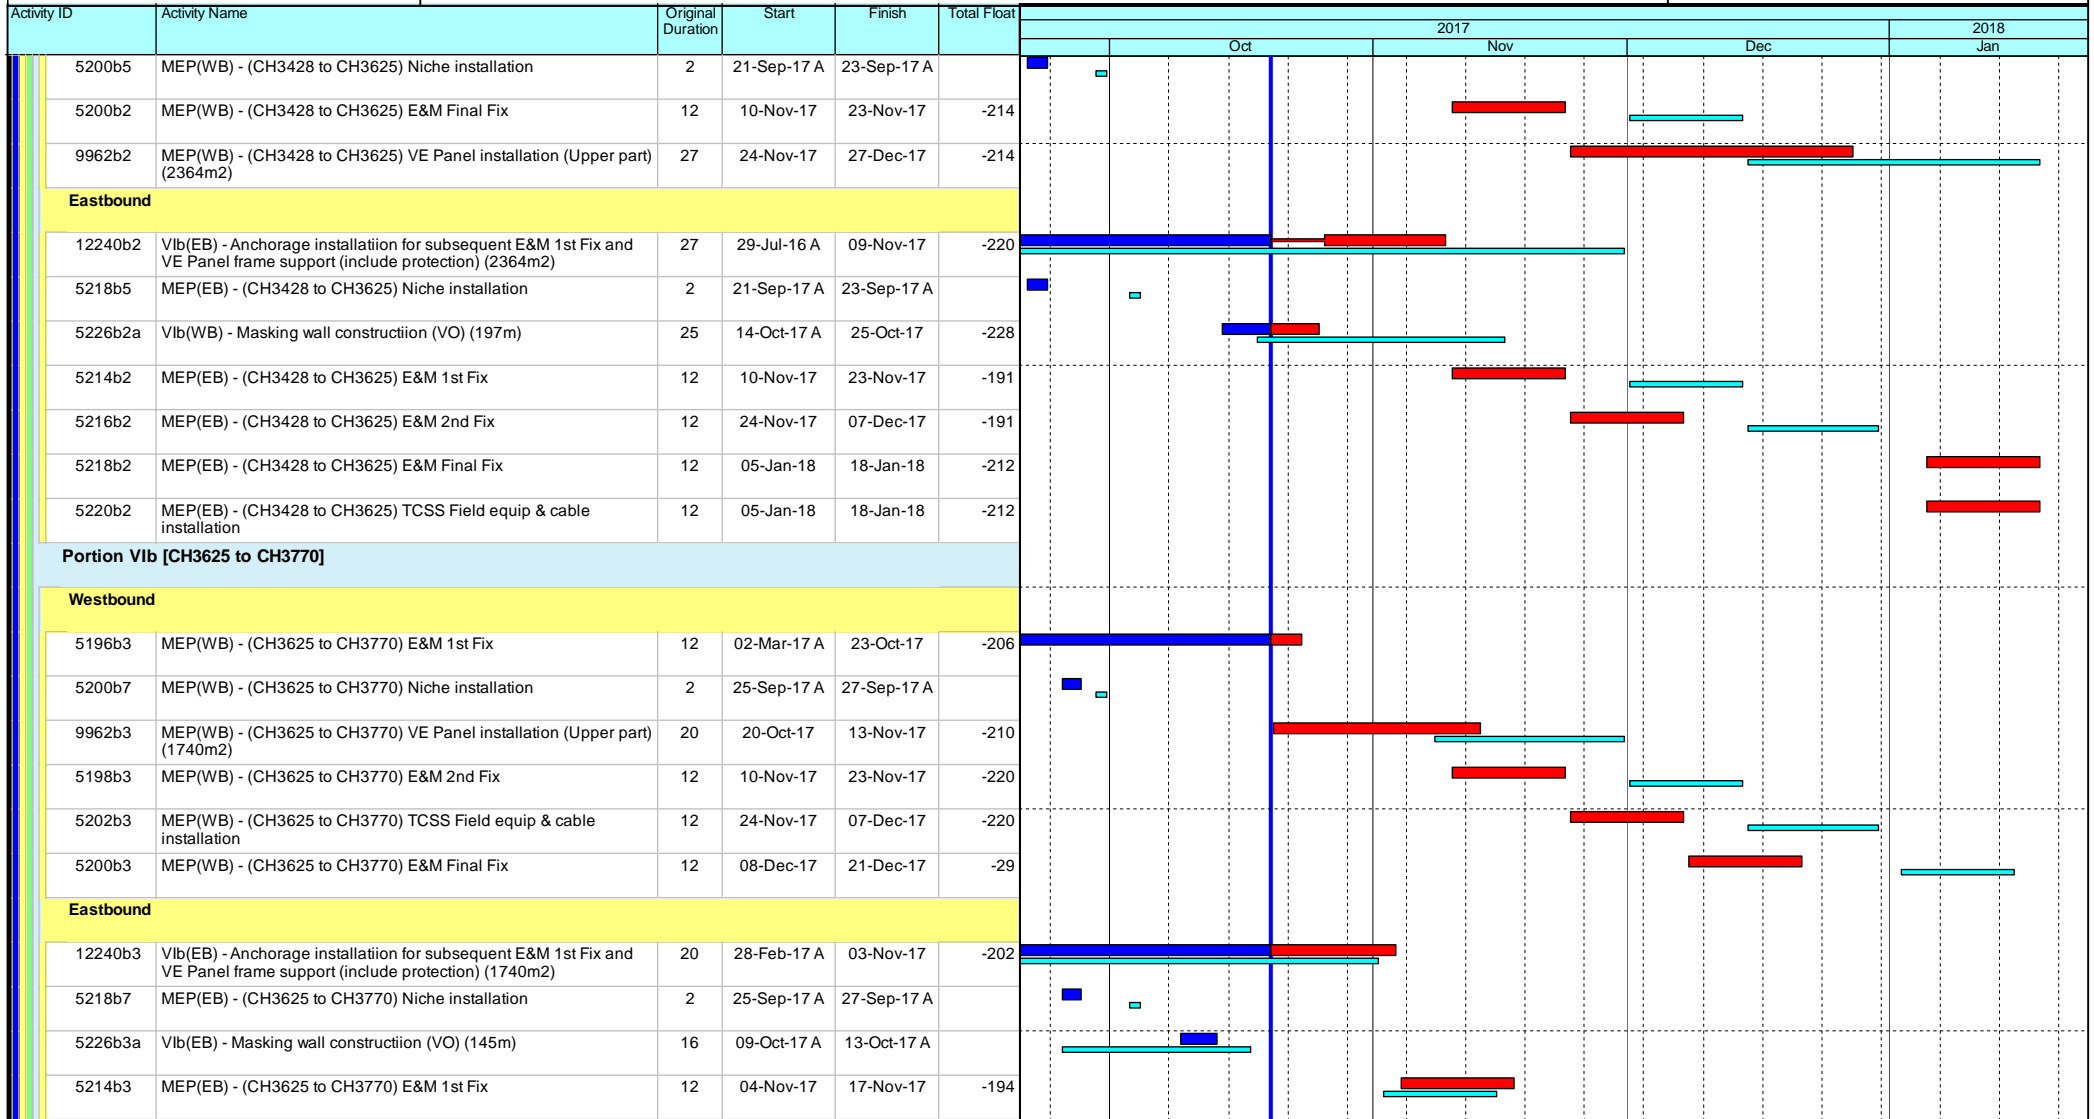 Activity ID Activity Name Original Duration Start Finish Total Float
2017 2018
Oct Nov Dec Jan
5200b5 MEP(WB) - (CH3428 to CH3625) Niche installation 2 21-Sep-17 A 23-Sep-17 A
5200b2 MEP(WB) - (CH3428 to CH3625) E&M Final Fix 12 10-Nov-17 23-Nov-17 -214
9962b2 MEP(WB) - (CH3428 to CH3625) VE Panel installation (Upper part) 27 24-Nov-17 27-Dec-17 -214
(2364m2)
Eastbound
12240b2 VIb(EB) - Anchorage installatiion for subsequent E&M 1st Fix and 27 29-Jul-16 A 09-Nov-17 -220
VE Panel frame support (include protection) (2364m2)
5218b5 MEP(EB) - (CH3428 to CH3625) Niche installation 2 21-Sep-17 A 23-Sep-17 A
5226b2a VIb(WB) - Masking wall constructiion (VO) (197m) 25 14-Oct-17 A 25-Oct-17 -228
5214b2 MEP(EB) - (CH3428 to CH3625) E&M 1st Fix 12 10-Nov-17 23-Nov-17 -191
5216b2 MEP(EB) - (CH3428 to CH3625) E&M 2nd Fix 12 24-Nov-17 07-Dec-17 -191
5218b2 MEP(EB) - (CH3428 to CH3625) E&M Final Fix 12 05-Jan-18 18-Jan-18 -212
5220b2 MEP(EB) - (CH3428 to CH3625) TCSS Field equip & cable 12 05-Jan-18 18-Jan-18 -212
installation
Portion VIb [CH3625 to CH3770]
Westbound
5196b3 MEP(WB) - (CH3625 to CH3770) E&M 1st Fix 12 02-Mar-17 A 23-Oct-17 -206
5200b7 MEP(WB) - (CH3625 to CH3770) Niche installation 2 25-Sep-17 A 27-Sep-17 A
9962b3 MEP(WB) - (CH3625 to CH3770) VE Panel installation (Upper part) 20 20-Oct-17 13-Nov-17 -210
(1740m2)
5198b3 MEP(WB) - (CH3625 to CH3770) E&M 2nd Fix 12 10-Nov-17 23-Nov-17 -220
5202b3 MEP(WB) - (CH3625 to CH3770) TCSS Field equip & cable 12 24-Nov-17 07-Dec-17 -220
installation
5200b3 MEP(WB) - (CH3625 to CH3770) E&M Final Fix 12 08-Dec-17 21-Dec-17 -29
Eastbound
12240b3 VIb(EB) - Anchorage installatiion for subsequent E&M 1st Fix and 20 28-Feb-17 A 03-Nov-17 -202
VE Panel frame support (include protection) (1740m2)
5218b7 MEP(EB) - (CH3625 to CH3770) Niche installation 2 25-Sep-17 A 27-Sep-17 A
5226b3a VIb(EB) - Masking wall constructiion (VO) (145m) 16 09-Oct-17 A 13-Oct-17 A
5214b3 MEP(EB) - (CH3625 to CH3770) E&M 1st Fix 12 04-Nov-17 17-Nov-17 -194